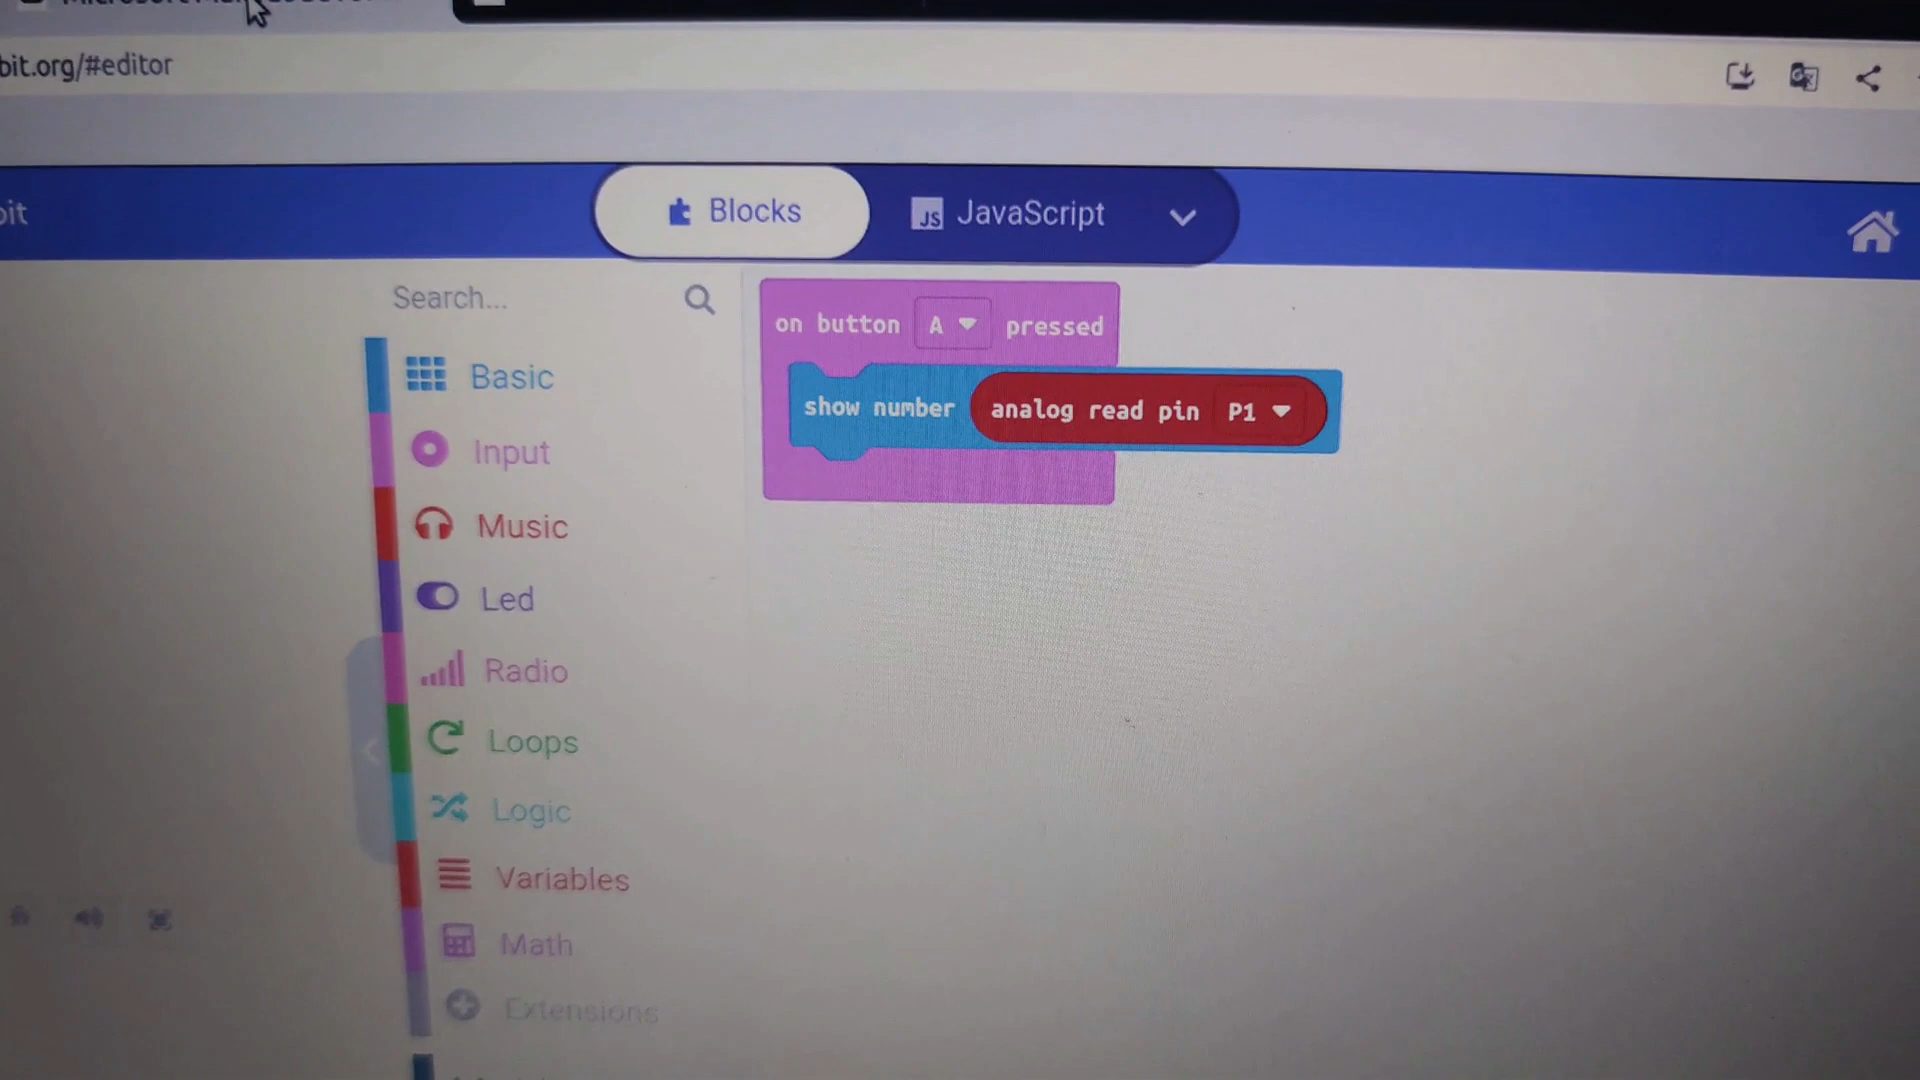 bit.org/#editor
bit
Blocks
JS JavaScript
Search...
Basic
Input
Music
Led
Radio
Loops
Logic
Variables
Math
Extensions
on button A pressed
show number analog read pin P1